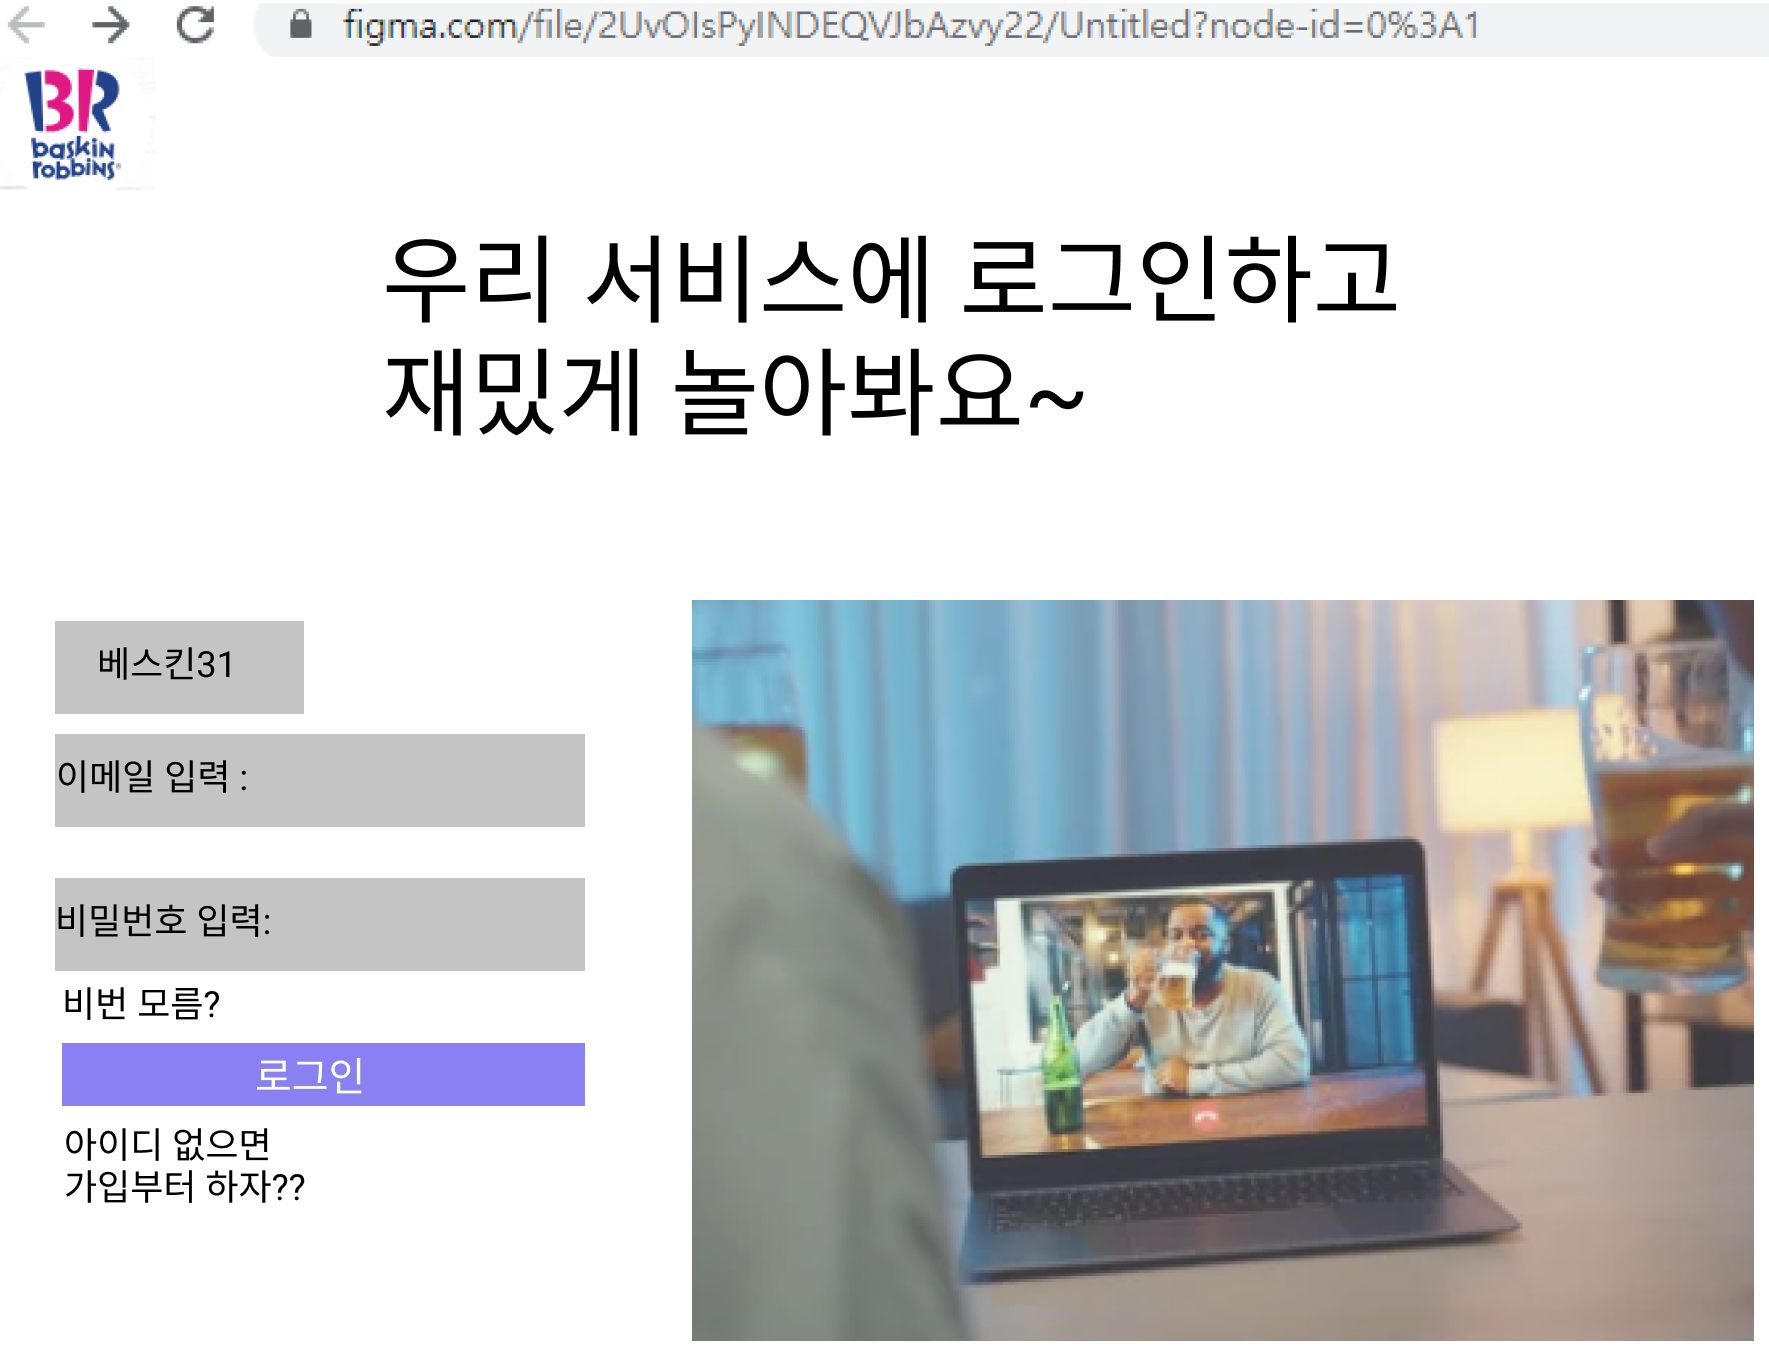 figma.com/file/2UvOIsPyINDEQVJbAzvy22/Untitled?node-id=0%3A1
BR
baskin
robbins
우리 서비스에 로그인하고
재밌게 놀아봐요~
베스킨31
이메일 입력 :
비밀번호 입력:
비번 모름?
로그인
아이디 없으면
가입부터 하자??